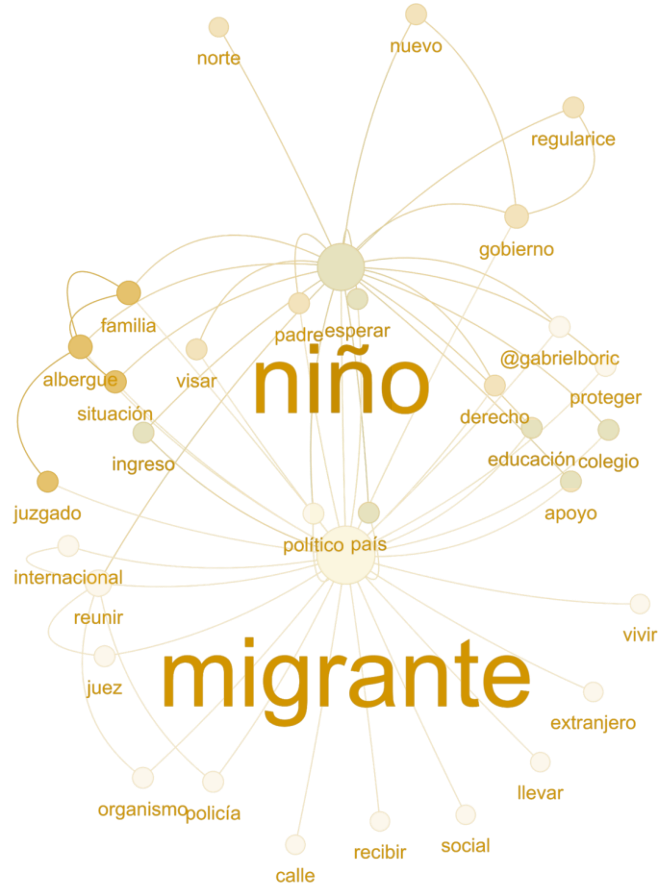 nuevo
norte
regularice
gobierno
familia
padre
esperar
@gabrielboric
albergue
visar
niño
proteger
situación
derecho
ingreso
educación
colegio
juzgado
apoyo
político
país
internacional
reunir
vivir
juez
migrante
extranjero
llevar
organismo
policía
social
recibir
calle